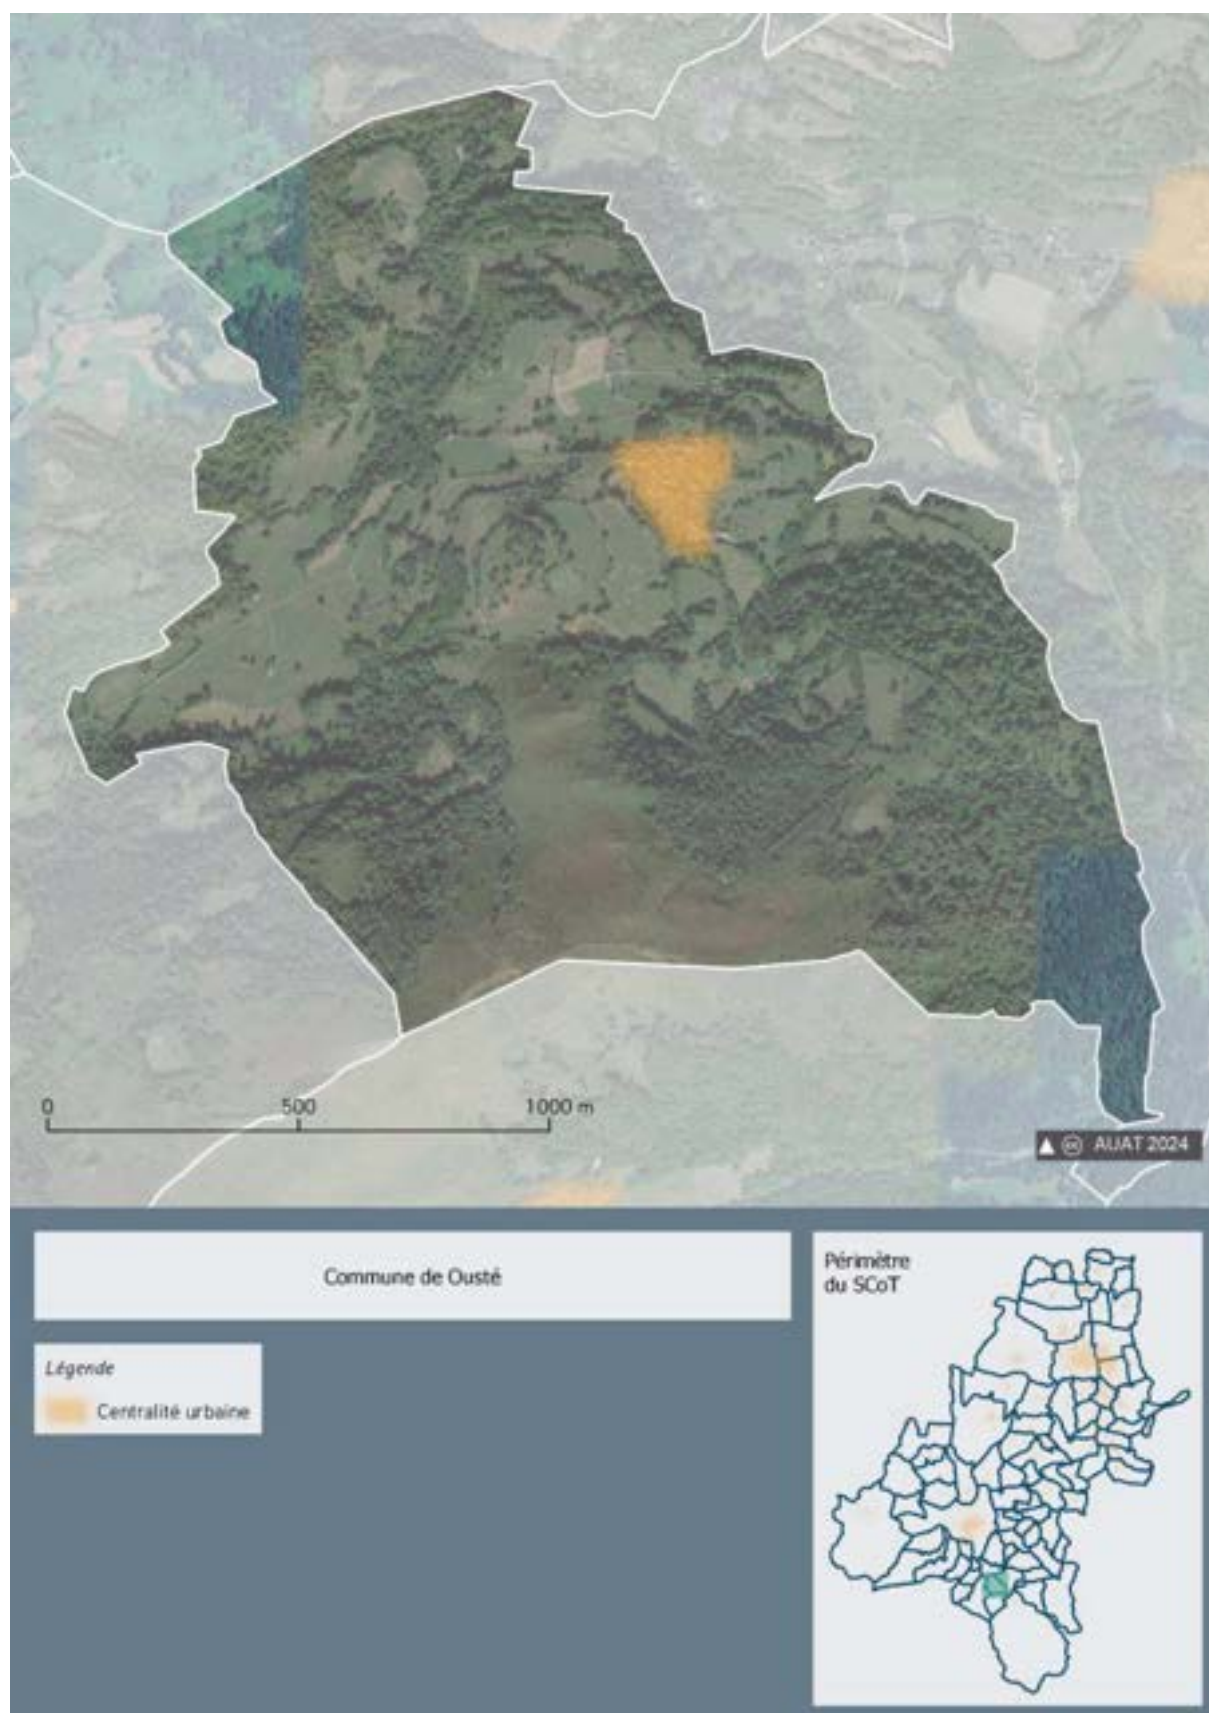 0 500 1000 m
AUAT 2024
Commune de Ousté
Périmètre
du SCoT
Légende
Centralité urbaine